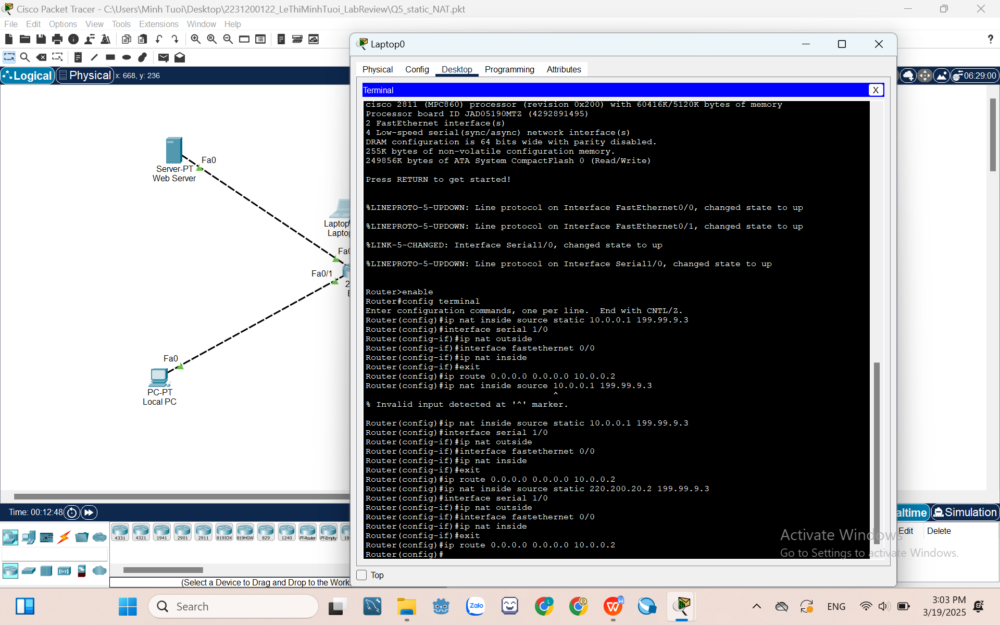 Cisco Packet Tracer - C:\Users\Minh Tuoi\Desktop\2231200122_LeThiMinhTuoi_LabReview\Q5_static_NAT.pkt
File Edit Options View Tools Extensions Window Help
?
Logical Physical x: 668, y: 236
06:29:00
Fa0
Server-PT
Web Server
Laptop
Fa0/1
Fa0
PC-PT
Local PC
Laptop0
Physical Config Desktop Programming Attributes
Terminal X
cisco 2811 (MPC860) processor (revision 0x200) with 60416K/5120K bytes of memory
Processor board ID JAD05190MTZ (4292891495)
2 FastEthernet interface(s)
4 Low-speed serial(sync/async) network interface(s)
DRAM configuration is 64 bits wide with parity disabled.
255K bytes of non-volatile configuration memory.
249856K bytes of ATA System CompactFlash 0 (Read/Write)
Press RETURN to get started!
%LINEPROTO-5-UPDOWN: Line protocol on Interface FastEthernet0/0, changed state to up
%LINEPROTO-5-UPDOWN: Line protocol on Interface FastEthernet0/1, changed state to up
%LINK-5-CHANGED: Interface Serial1/0, changed state to up
%LINEPROTO-5-UPDOWN: Line protocol on Interface Serial1/0, changed state to up
Router>enable
Router#config terminal
Enter configuration commands, one per line.  End with CNTL/Z.
Router(config)#ip nat inside source static 10.0.0.1 199.99.9.3
Router(config)#interface serial 1/0
Router(config-if)#ip nat outside
Router(config-if)#interface fastethernet 0/0
Router(config-if)#ip nat inside
Router(config-if)#exit
Router(config)#ip route 0.0.0.0 0.0.0.0 10.0.0.2
Router(config)#ip nat inside source 10.0.0.1 199.99.9.3
^
% Invalid input detected at '^' marker.
Router(config)#ip nat inside source static 10.0.0.1 199.99.9.3
Router(config)#interface serial 1/0
Router(config-if)#ip nat outside
Router(config-if)#interface fastethernet 0/0
Router(config-if)#ip nat inside
Router(config-if)#exit
Router(config)#ip route 0.0.0.0 0.0.0.0 10.0.0.2
Router(config)#ip nat inside source static 220.200.20.2 199.99.9.3
Router(config)#interface serial 1/0
Router(config-if)#ip nat outside
Router(config-if)#interface fastethernet 0/0
Router(config-if)#ip nat inside
Router(config-if)#exit
Router(config)#ip route 0.0.0.0 0.0.0.0 10.0.0.2
Router(config)#
Top
Time: 00:12:48
altime Simulation
Edit Delete
4331 4321 1941 2901 2911 819IOX 819HGW 829 1240 PT-Router PT-Empty 18
(Select a Device to Drag and Drop to the Work
Activate Windows
Go to Settings to activate Windows.
Search
Zalo
ENG
3:03 PM
3/19/2025